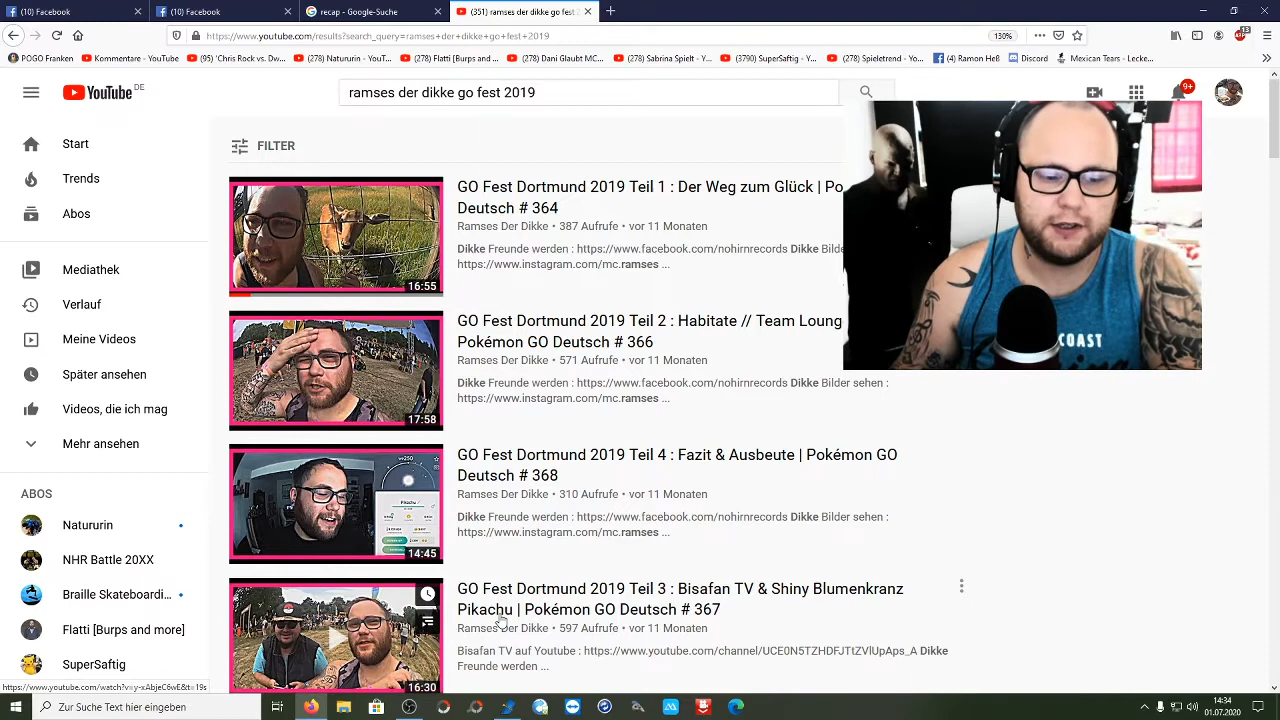 (10) Facebook
(10) Facebook
recap - Google-Suche
(351) ramses der dikke go fest 2
https://www.youtube.com/results?search_query=ramses+der+dikke+go+fest+2019
130%
POGO Franken
Kommentare - YouTube
(95) 'Chris Rock vs. Dw...
(278) Natururin - YouT...
(278) Flatti [Burps and ...
(278) Dani Glaubt MC...
(278) Sabrina Spielt - Y...
(3790) SuperSaftig - Y...
(278) Spieletrend - Yo...
(4) Ramon Heß
Discord
Mexican Tears - Lecke...
YouTube DE
ramses der dikke go fest 2019
9+
Start
Trends
Abos
Mediathek
Verlauf
Meine Videos
Später ansehen
Videos, die ich mag
Mehr ansehen
ABOS
Natururin
NHR Battle 20XX
Braille Skateboardi...
Flatti [Burps and more]
SuperSaftig
FILTER
16:55
GO Fest Dortmund 2019 Teil 1 : Der Weg zum Glück | Po
Deutsch # 364
Ramses Der Dikke • 387 Aufrufe • vor 11 Monaten
Dikke Freunde werden : https://www.facebook.com/nohirnrecords Dikke Bilde
https://www.instagram.com/mc.ramses ...
17:58
GO Fest Dortmund 2019 Teil 2 : Habitate // Team Loung
Pokémon GO Deutsch # 366
Ramses Der Dikke • 571 Aufrufe • vor 11 Monaten
Dikke Freunde werden : https://www.facebook.com/nohirnrecords Dikke Bilder sehen :
https://www.instagram.com/mc.ramses ...
14:45
GO Fest Dortmund 2019 Teil 4 : Fazit & Ausbeute | Pokémon GO
Deutsch # 368
Ramses Der Dikke • 310 Aufrufe • vor 11 Monaten
Dikke Freunde werden : https://www.facebook.com/nohirnrecords Dikke Bilder sehen :
https://www.instagram.com/mc.ramses ...
16:30
GO Fest Dortmund 2019 Teil 3 : Bisafan TV & Shiny Blumenkranz
Pikachu | Pokémon GO Deutsch # 367
Ramses Der Dikke • 597 Aufrufe • vor 11 Monaten
Bisafan TV auf Youtube : https://www.youtube.com/channel/UCE0N5TZHDFJTtZVlUpAps_A Dikke
Freunde werden ...
COAST
https://www.youtube.com/watch?v=y-xAbjeC6wE&t=19s
Zur Suche Text hier eingeben
14:34
01.07.2020